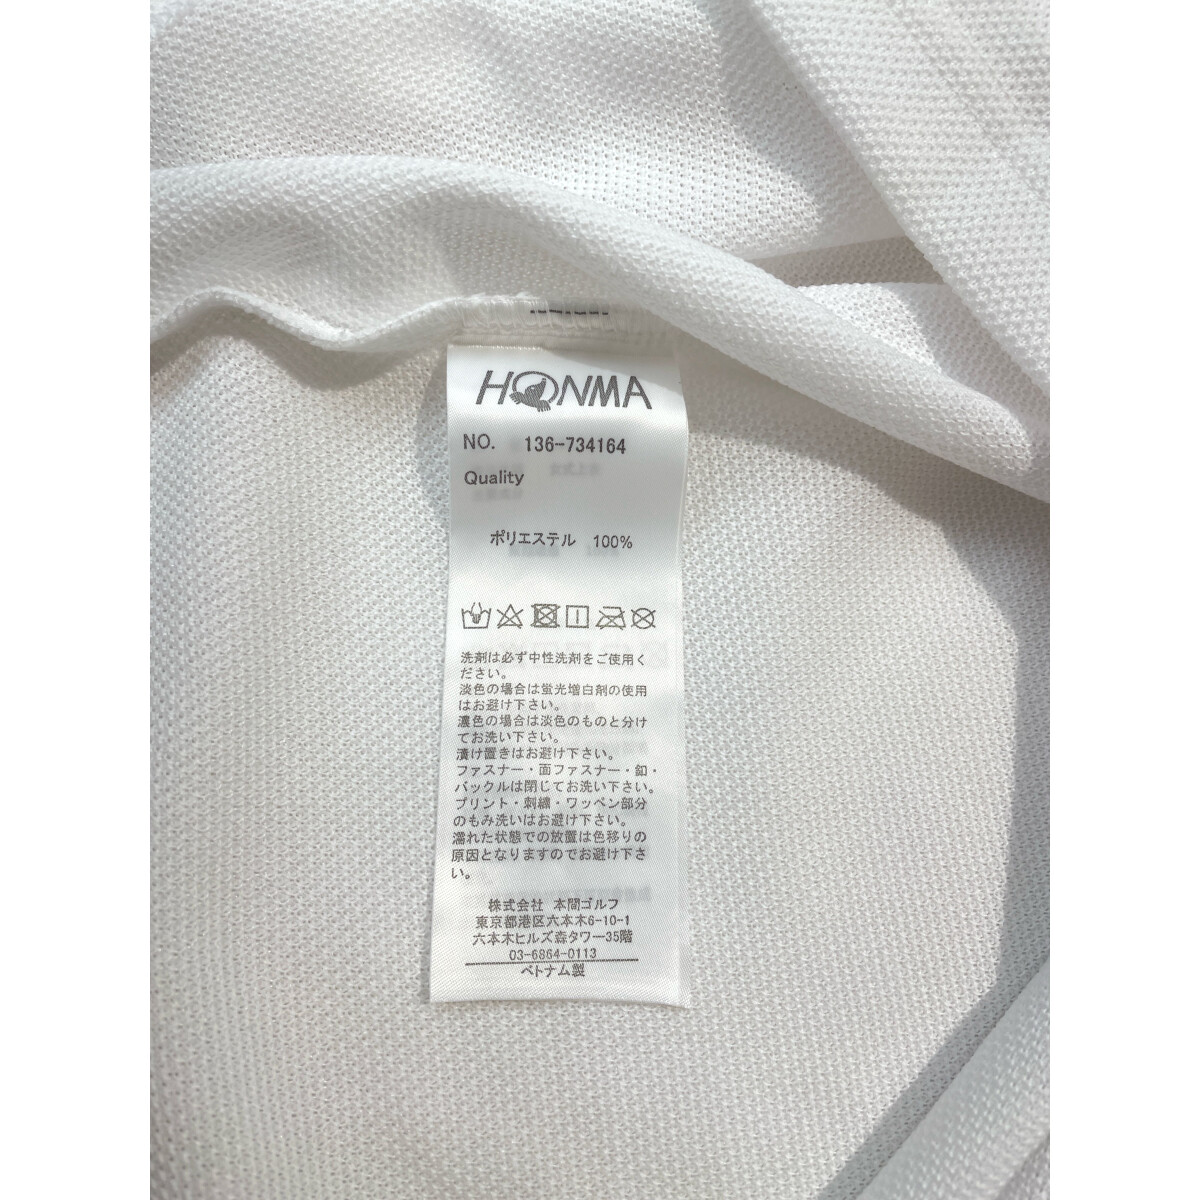 HONMA
NO. 136-734164
Quality
ポリエステル 100%
洗剤は必ず中性洗剤をご使用く
ださい。
淡色の場合は蛍光増白剤の使用
はお避け下さい。
濃色の場合は淡色のものと分け
てお洗い下さい。
漬け置きはお避け下さい。
ファスナー・面ファスナー・釦・
バックルは閉じてお洗い下さい。
プリント・刺繍・ワッペン部分
のもみ洗いはお避け下さい。
濡れた状態での放置は色移りの
原因となりますのでお避け下さ
い。
株式会社 本間ゴルフ
東京都港区六本木6-10-1
六本木ヒルズ森タワー35階
03-6864-0113
ベトナム製